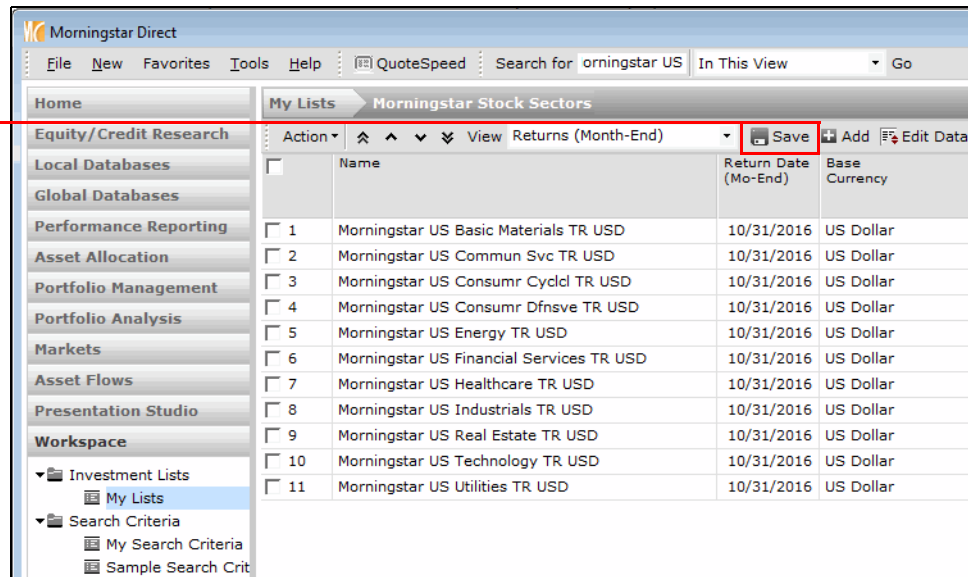 Morningstar Direct
File New Favorites Tools Help QuoteSpeed Search for orningstar US In This View Go
Home
Equity/Credit Research
Local Databases
Global Databases
Performance Reporting
Asset Allocation
Portfolio Management
Portfolio Analysis
Markets
Asset Flows
Presentation Studio
Workspace
Investment Lists
My Lists
Search Criteria
My Search Criteria
Sample Search Crit
My Lists Morningstar Stock Sectors
Action View Returns (Month-End) Save Add Edit Data
Name Return Date (Mo-End) Base Currency
1 Morningstar US Basic Materials TR USD 10/31/2016 US Dollar
2 Morningstar US Commun Svc TR USD 10/31/2016 US Dollar
3 Morningstar US Consumr Cyclcl TR USD 10/31/2016 US Dollar
4 Morningstar US Consumr Dfnsve TR USD 10/31/2016 US Dollar
5 Morningstar US Energy TR USD 10/31/2016 US Dollar
6 Morningstar US Financial Services TR USD 10/31/2016 US Dollar
7 Morningstar US Healthcare TR USD 10/31/2016 US Dollar
8 Morningstar US Industrials TR USD 10/31/2016 US Dollar
9 Morningstar US Real Estate TR USD 10/31/2016 US Dollar
10 Morningstar US Technology TR USD 10/31/2016 US Dollar
11 Morningstar US Utilities TR USD 10/31/2016 US Dollar